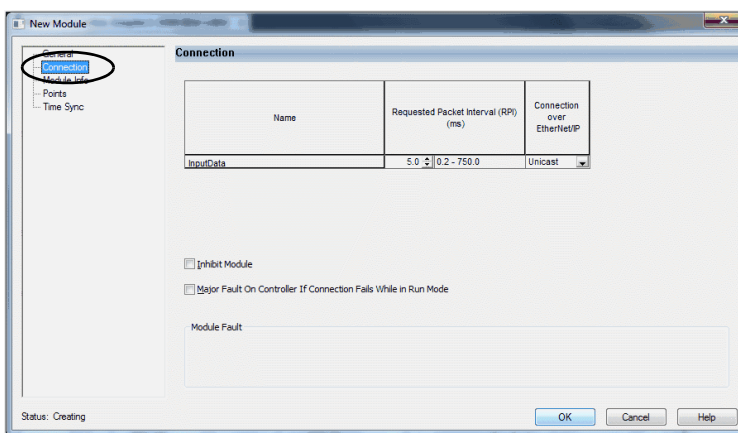 New Module
General
Connection
Module Info
Points
Time Sync
Connection
Name
Requested Packet Interval (RPI)
(ms)
Connection
over
EtherNet/IP
InputData
5.0
0.2 - 750.0
Unicast
Inhibit Module
Major Fault On Controller If Connection Fails While in Run Mode
Module Fault
Status: Creating
OK
Cancel
Help